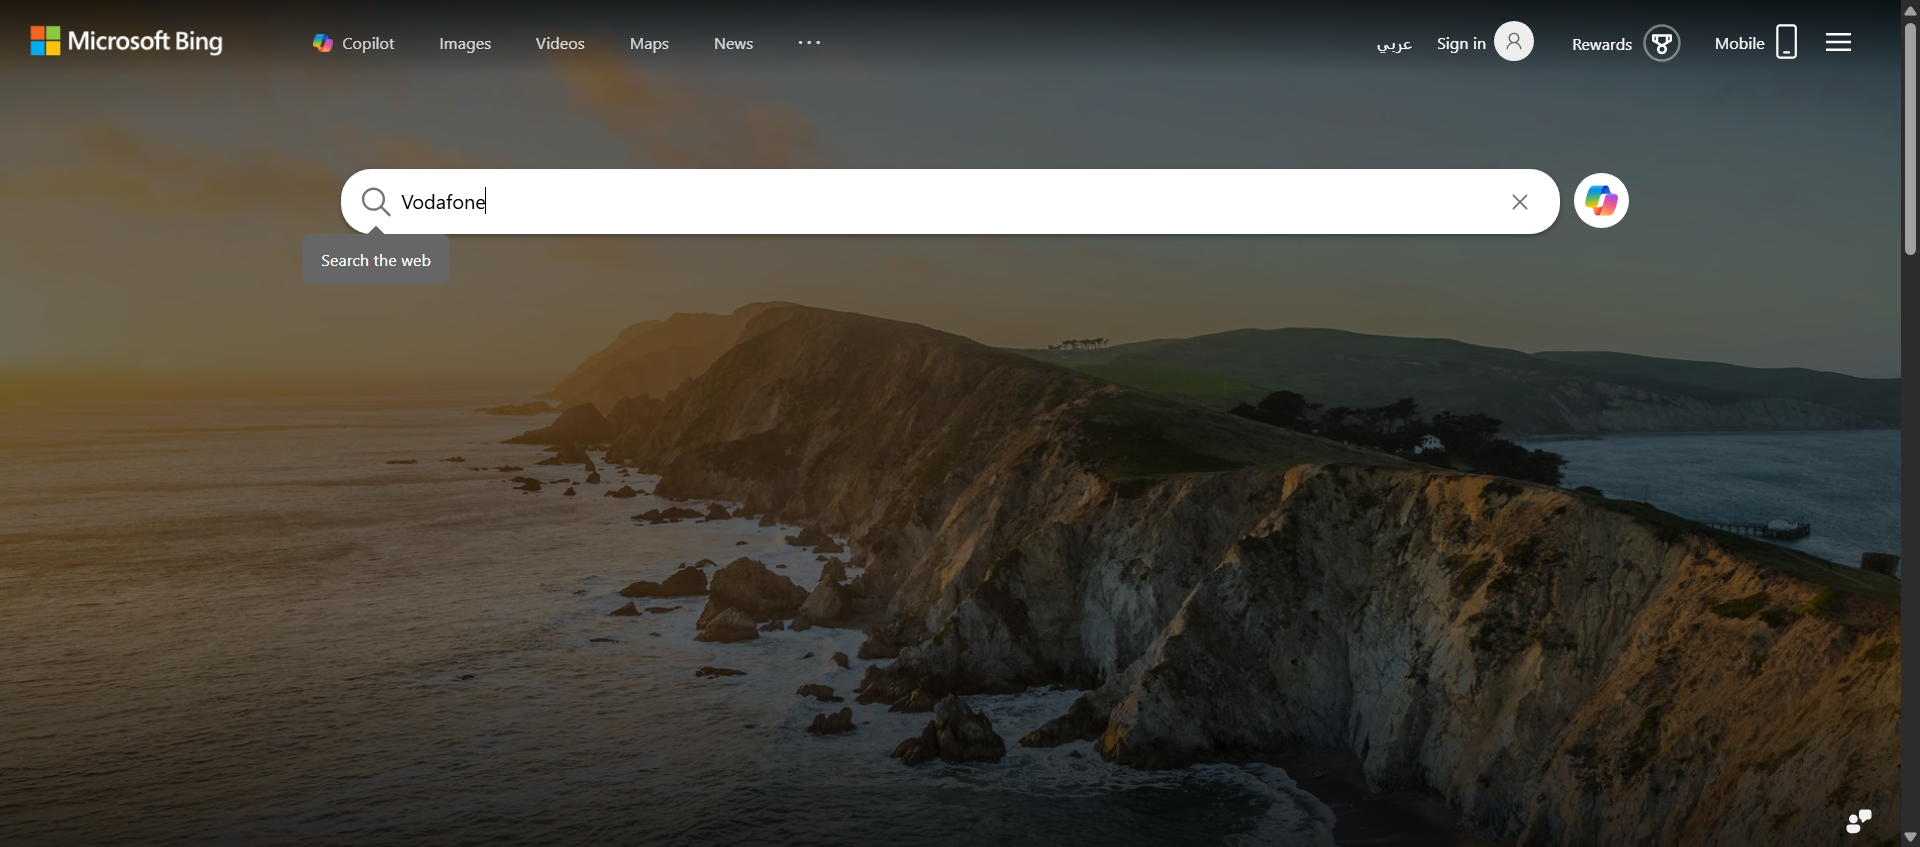 Microsoft Bing
Copilot Images Videos Maps News ...
عربي Sign in Rewards Mobile
Vodafone
Search the web